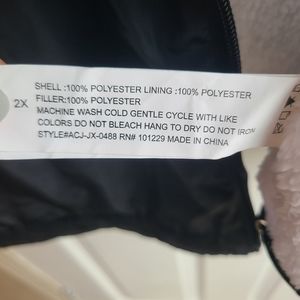 2X
SHELL:100% POLYESTER LINING :100% POLYESTER
FILLER:100% POLYESTER
MACHINE WASH COLD GENTLE CYCLE WITH LIKE
COLORS DO NOT BLEACH HANG TO DRY DO NOT IRON
STYLE#ACJ-JX-0488 RN# 101229 MADE IN CHINA